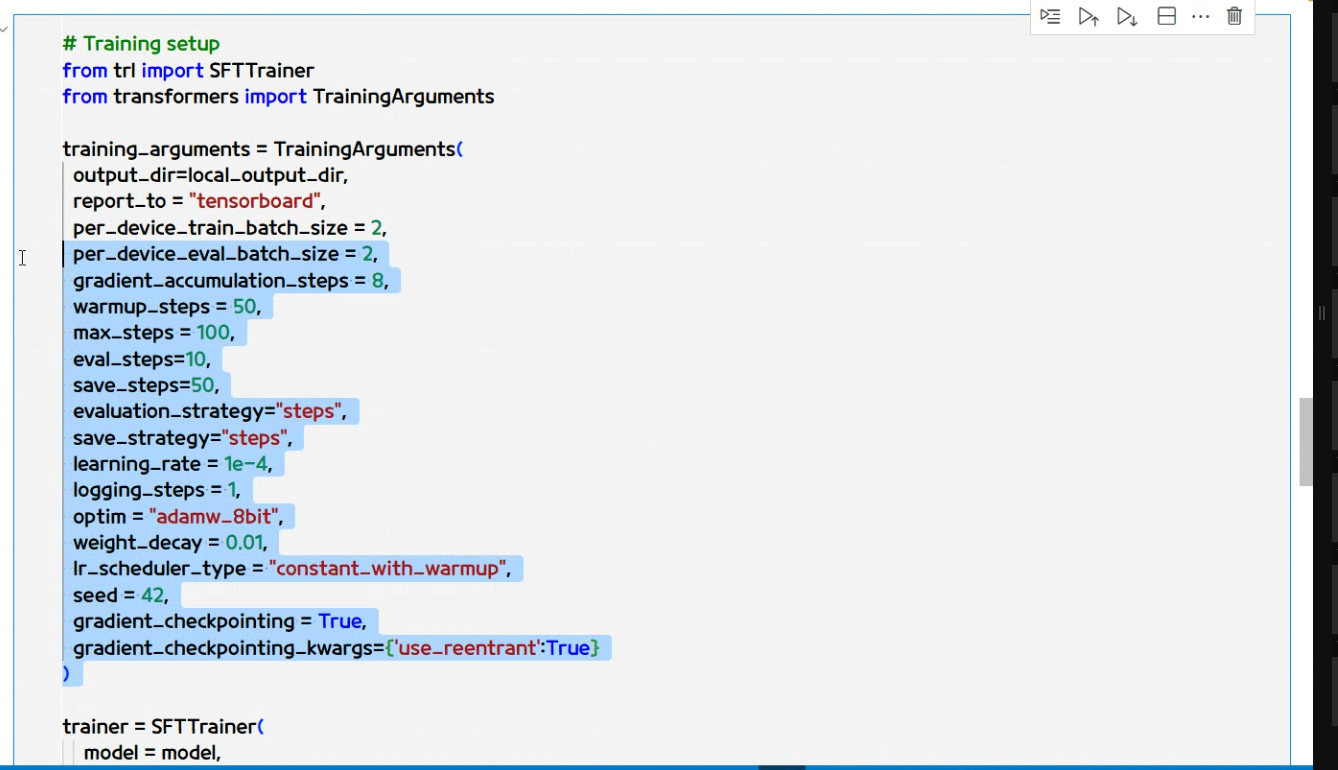 # Training setup
from trl import SFTTrainer
from transformers import TrainingArguments
training_arguments = TrainingArguments(
output_dir=local_output_dir,
report_to = "tensorboard",
per_device_train_batch_size = 2,
per_device_eval_batch_size = 2,
gradient_accumulation_steps = 8,
warmup_steps = 50,
max_steps = 100,
eval_steps=10,
save_steps=50,
evaluation_strategy="steps",
save_strategy="steps",
learning_rate = 1e-4,
logging_steps = 1,
optim = "adamw_8bit",
weight_decay = 0.01,
lr_scheduler_type = "constant_with_warmup",
seed = 42,
gradient_checkpointing = True,
gradient_checkpointing_kwargs={'use_reentrant':True}
)
trainer = SFTTrainer(
model = model,